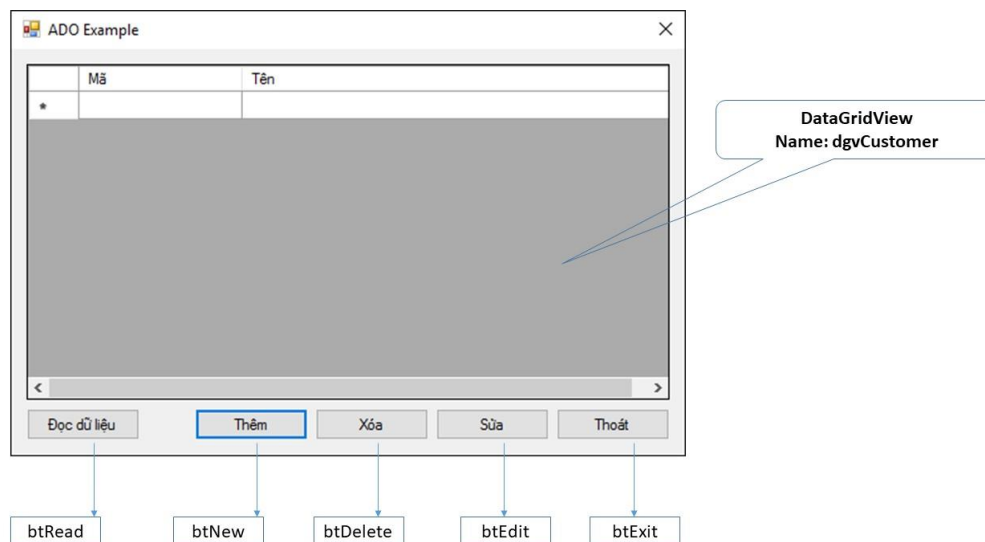 ADO Example
Mã Tên
DataGridView
Name: dgvCustomer
Đọc dữ liệu Thêm Xóa Sửa Thoát
btRead btNew btDelete btEdit btExit